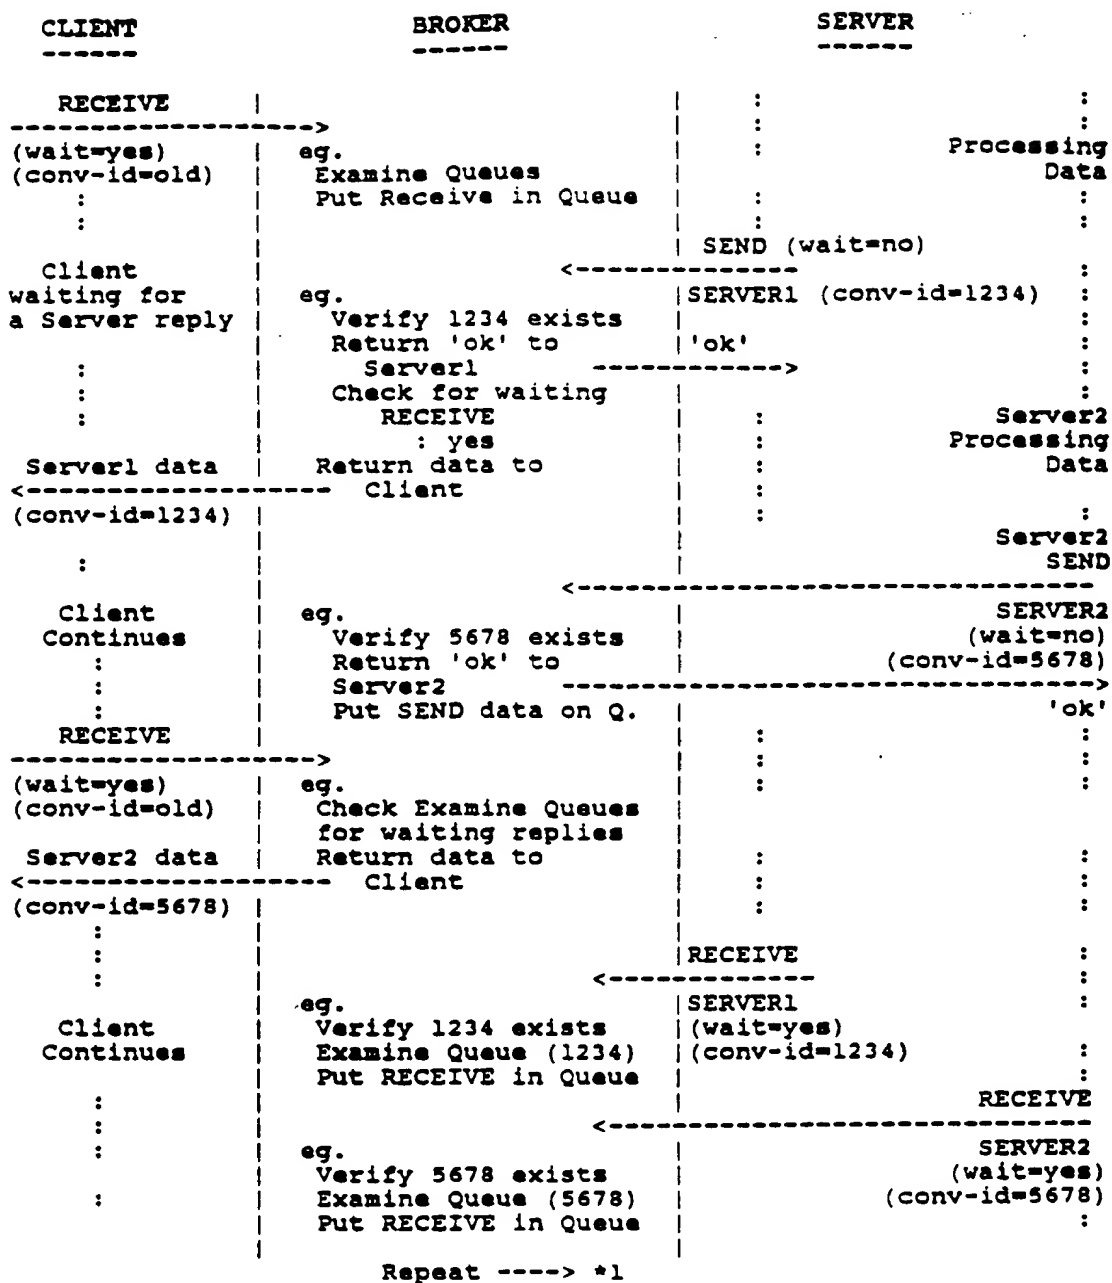 CLIENT BROKER SERVER
------ ------ ------
RECEIVE | | : :
-------------------> | : :
(wait=yes) | eg. | : Processing
(conv-id=old) | Examine Queues | Data
: | Put Receive in Queue | : :
: | | : :
| | SEND (wait=no)
Client | <-------------- :
waiting for | eg. |SERVER1 (conv-id=1234) :
a Server reply | Verify 1234 exists | :
| Return 'ok' to |'ok' :
: | Server1 -------------> :
: | Check for waiting | :
: | RECEIVE | : Server2
| : yes | : Processing
Server1 data | Return data to | : Data
<------------------- Client | :
(conv-id=1234) | | : :
| | Server2
: | | SEND
| <---------------------------------
Client | eg. | SERVER2
Continues | Verify 5678 exists | (wait=no)
: | Return 'ok' to | (conv-id=5678)
: | Server2 ---------------------------------->
: | Put SEND data on Q. | 'ok'
RECEIVE | | : :
--------------------> | : :
(wait=yes) | eg. | : :
(conv-id=old) | Check Examine Queues |
| for waiting replies |
Server2 data | Return data to | : :
<------------------- Client | : :
(conv-id=5678) | | : :
: | |
: | |RECEIVE :
: | <-------------- :
| eg. |SERVER1 :
Client | Verify 1234 exists |(wait=yes)
Continues | Examine Queue (1234) |(conv-id=1234) :
| Put RECEIVE in Queue | :
: | | RECEIVE
: | <-------------------------------
: | eg. | SERVER2
| Verify 5678 exists | (wait=yes)
: | Examine Queue (5678) | (conv-id=5678)
| Put RECEIVE in Queue | :
| |
Repeat ----> *1